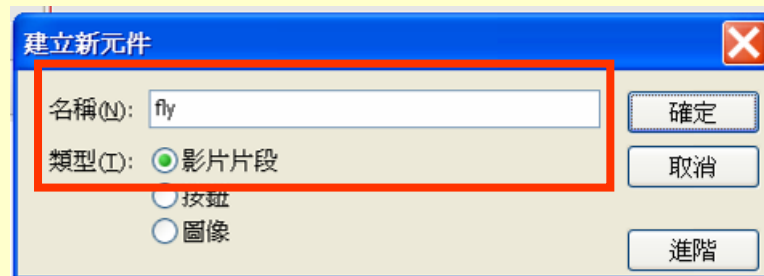 建立新元件
名稱(N): fly 確定
類型(T): 影片片段 取消
按鈕
圖像
進階